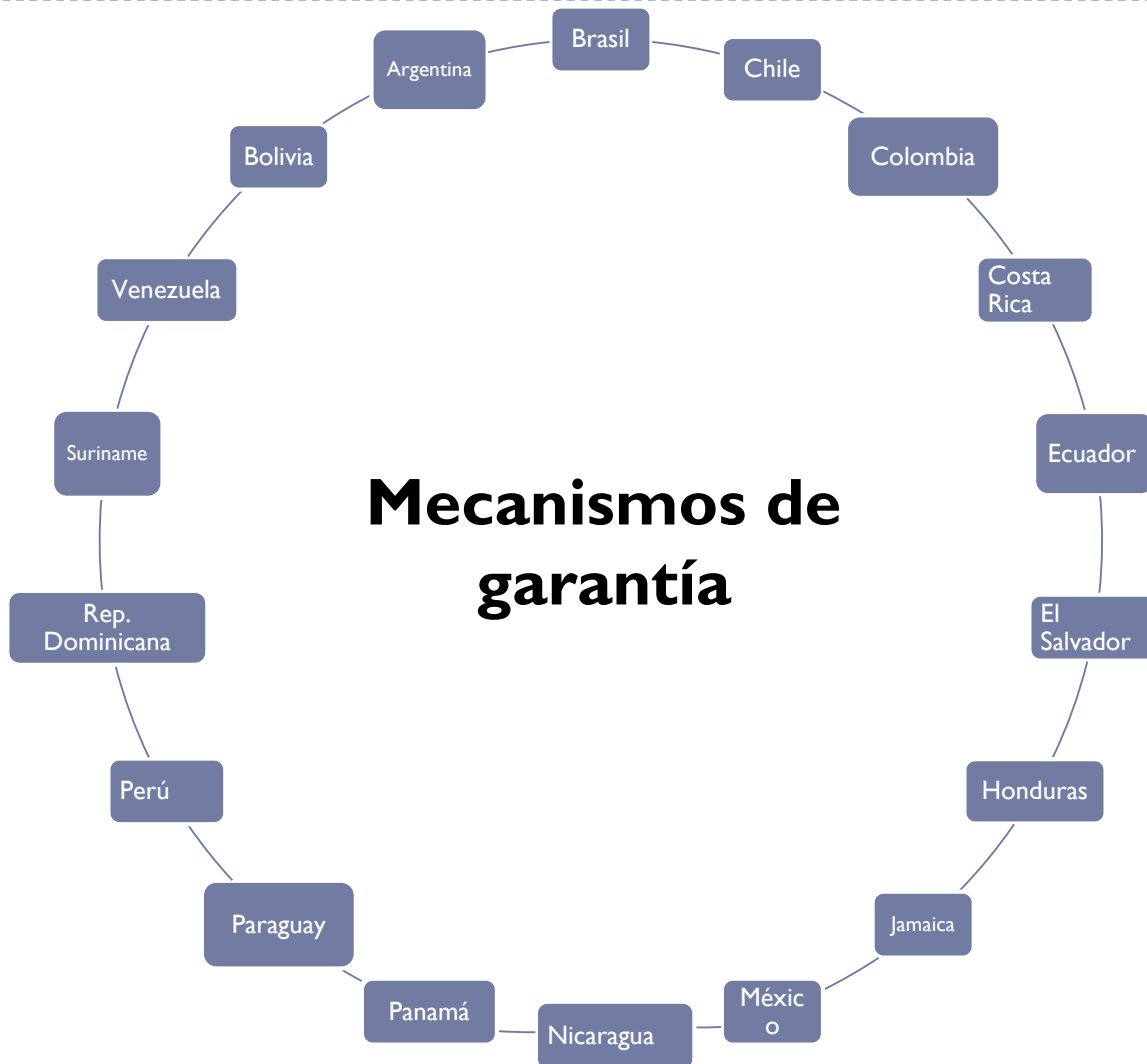 Brasil
Argentina
Chile
Bolivia
Colombia
Venezuela
Costa
Rica
Suriname
Ecuador
Mecanismos de
garantía
Rep.
Dominicana
El
Salvador
Perú
Honduras
Paraguay
Jamaica
Panamá
Méxic
o
Nicaragua